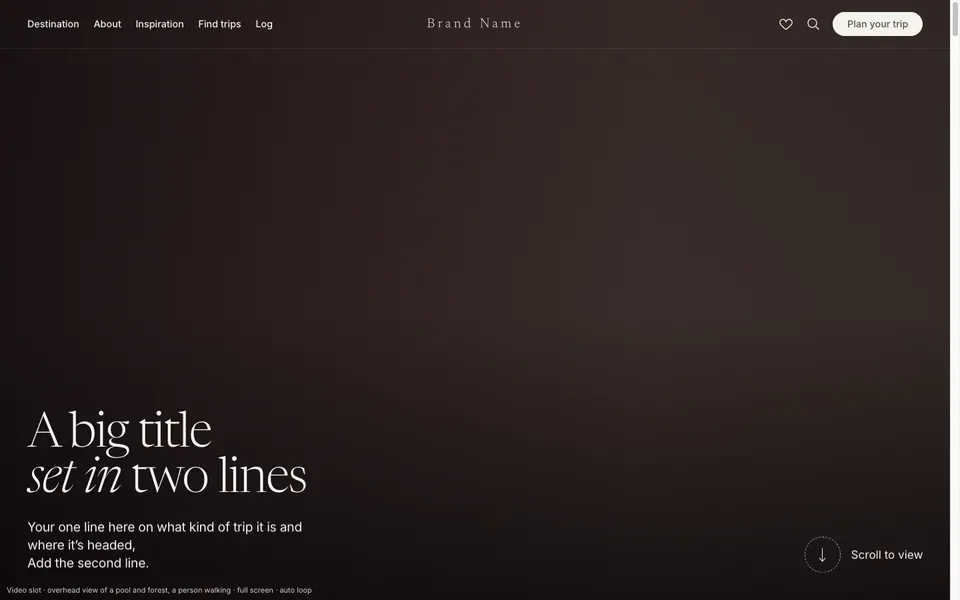 Destination About Inspiration Find trips Log Brand Name Plan your trip
A big title
set in two lines
Your one line here on what kind of trip it is and
where it’s headed,
Add the second line.
Scroll to view
Video slot · overhead view of a pool and forest, a person walking · full screen · auto loop